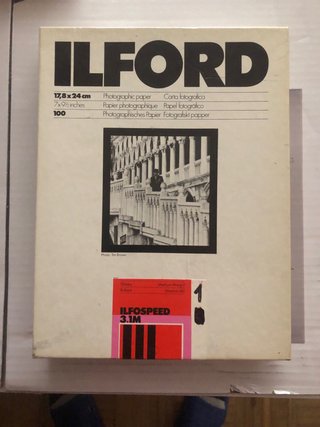 ILFORD
17,8 x 24 cm Photographic paper Carta fotografica
7 x 9½ inches Papier photographique Papel fotográfico
100 Photographisches Papier Fotografiskt papper
ILFOSPEED
3.1M
1